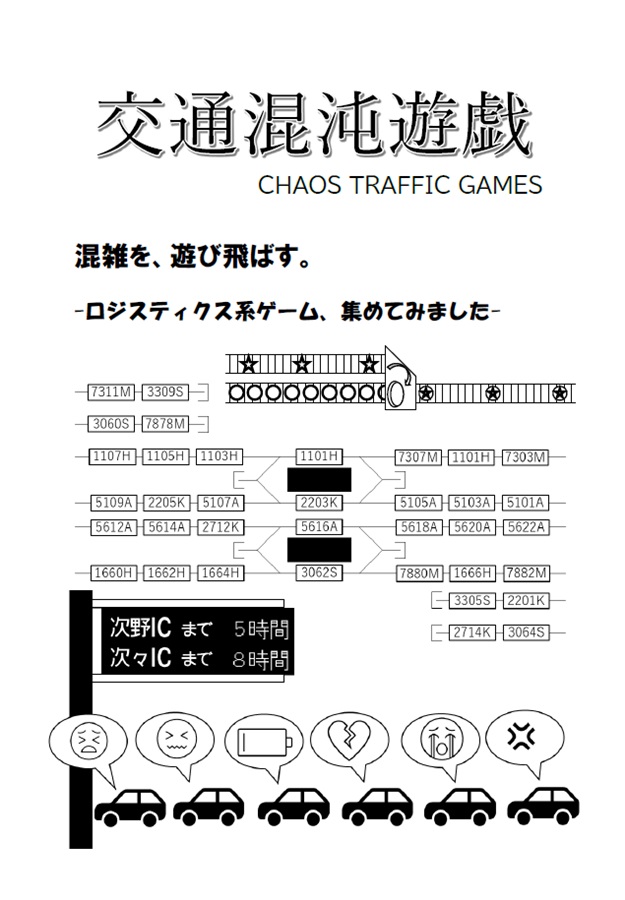 交通混沌遊戯
CHAOS TRAFFIC GAMES
混雑を、遊び飛ばす。
-ロジスティクス系ゲーム、集めてみました-
7311M 3309S
3060S 7878M
1107H 1105H 1103H 1101H 7307M 1101H 7303M
5109A 2205K 5107A 2203K 5105A 5103A 5101A
5612A 5614A 2712K 5616A 5618A 5620A 5622A
1660H 1662H 1664H 3062S 7880M 1666H 7882M
3305S 2201K
2714K 3064S
次野IC まで 5時間
次々IC まで 8時間